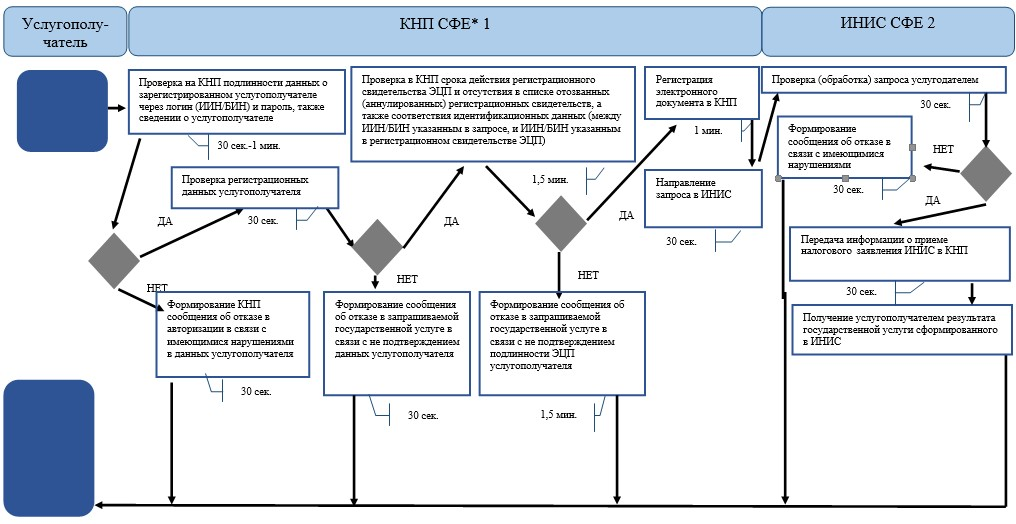 Услугополу-
чатель
КНП СФЕ* 1
ИНИС СФЕ 2
Проверка на КНП подлинности данных о
зарегистрированном услугополучателе
через логин (ИИН/БИН) и пароль, также
сведении о услугополучателе
30 сек.-1 мин.
Проверка в КНП срока действия регистрационного
свидетельства ЭЦП и отсутствия в списке отозванных
(аннулированных) регистрационных свидетельств, а
также соответствия идентификационных данных (между
ИИН/БИН указанным в запросе, и ИИН/БИН указанным
в регистрационном свидетельстве ЭЦП)
1,5 мин.
Регистрация
электронного
документа в КНП
1 мин.
Проверка (обработка) запроса услугодателем
30 сек.
Формирование
сообщения об отказе в
связи с имеющимися
нарушениями
НЕТ
30 сек.
Проверка регистрационных
данных услугополучателя
30 сек.
Направление
запроса в ИНИС
30 сек.
ДА
ДА
ДА
ДА
Передача информации о приеме
налогового заявления ИНИС в КНП
30 сек.
НЕТ
НЕТ
НЕТ
Формирование КНП
сообщения об отказе в
авторизации в связи с
имеющимися нарушениями
в данных услугополучателя
30 сек.
Формирование сообщения
об отказе в запрашиваемой
государственной услуге в
связи с не подтверждением
данных услугополучателя
30 сек.
Формирование сообщения об
отказе в запрашиваемой
государственной услуге в
связи с не подтверждением
подлинности ЭЦП
услугополучателя
1,5 мин.
Получение услугополучателем результата
государственной услуги сформированного
в ИНИС